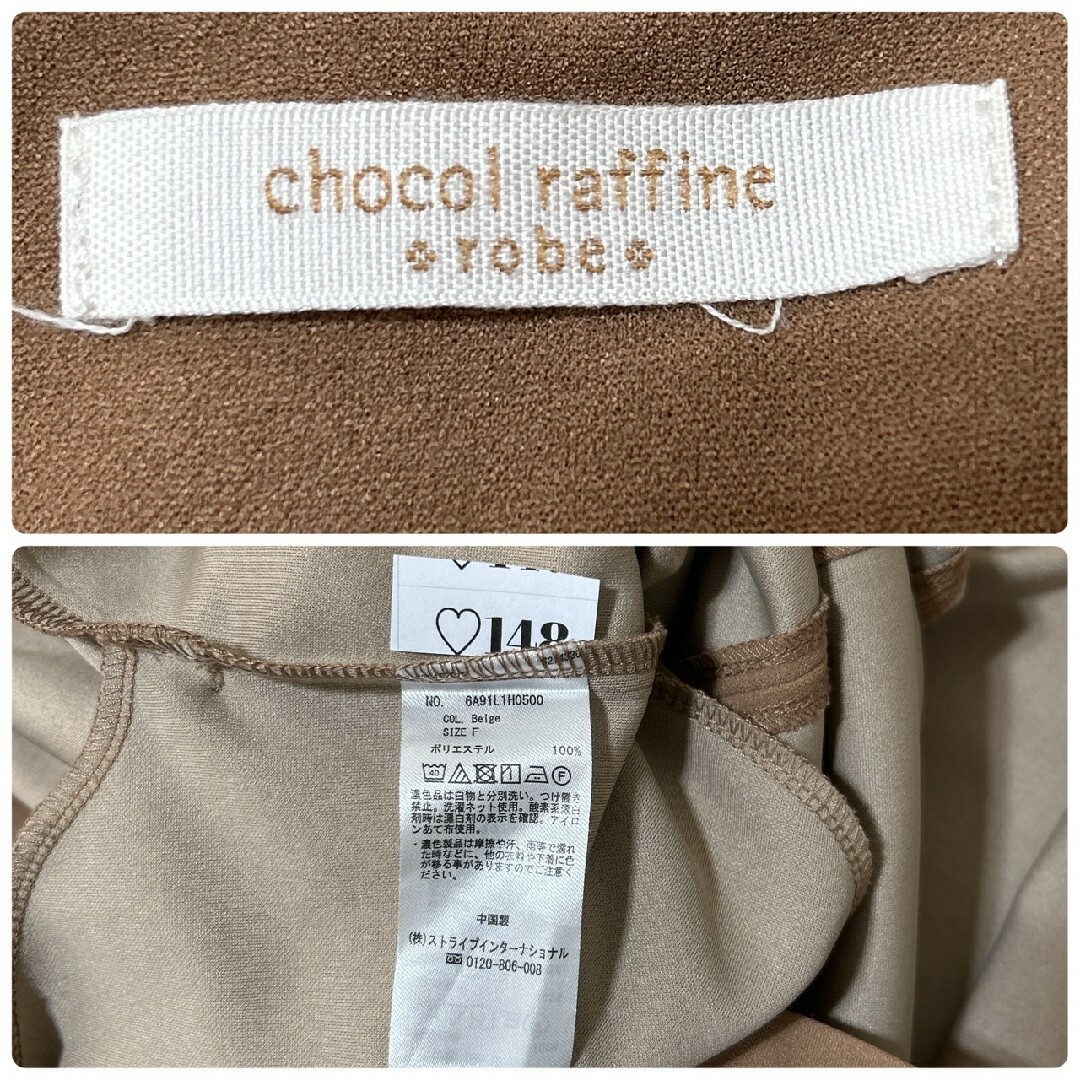 chocol raffine
robe
♡148
NO. 6A91L1H0500
COL. Beige
SIZE F
ポリエステル 100%
40
濃色品は白物と分別洗い。つけ置き
禁止。洗濯ネット使用。酸素系漂白
剤時は漂白剤の表示を確認。アイロ
ンあて布使用。
・濃色製品は摩擦や汗、雨等で濡れ
た時などに、他の衣料や下着に色
が移る事がありますのでご注意く
ださい。
中国製
(株)ストライプインターナショナル
0120-806-008